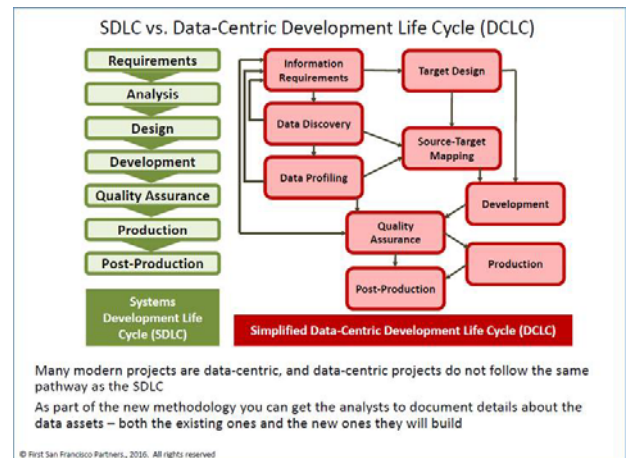 SDLC vs. Data-Centric Development Life Cycle (DCLC)
Requirements
Analysis
Design
Development
Quality Assurance
Production
Post-Production
Systems
Development Life
Cycle (SDLC)
Information
Requirements
Target Design
Data Discovery
Source-Target
Mapping
Data Profiling
Development
Quality
Assurance
Production
Post-Production
Simplified Data-Centric Development Life Cycle (DCLC)
Many modern projects are data-centric, and data-centric projects do not follow the same
pathway as the SDLC
As part of the new methodology you can get the analysts to document details about the
data assets – both the existing ones and the new ones they will build
© First San Francisco Partners., 2016. All rights reserved